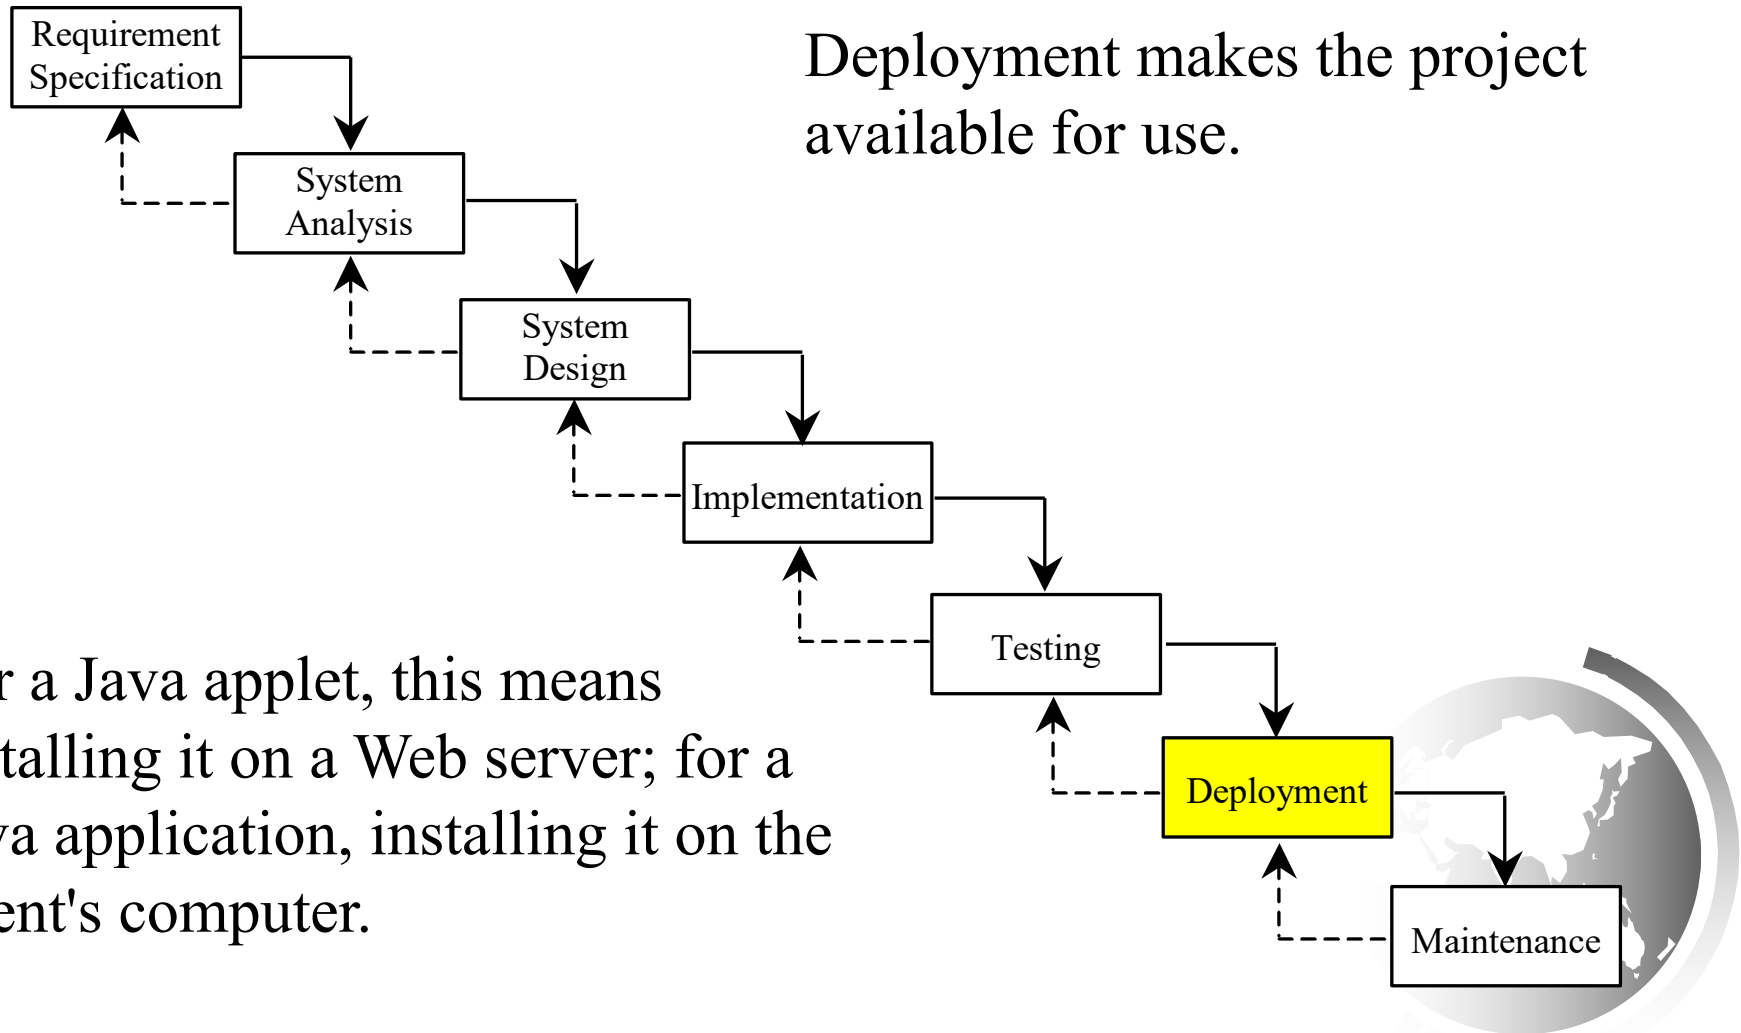 Requirement
Specification
Deployment makes the project
available for use.
System
Analysis
System
Design
Implementation
Testing
r a Java applet, this means
talling it on a Web server; for a
va application, installing it on the
ent's computer.
Deployment
Maintenance